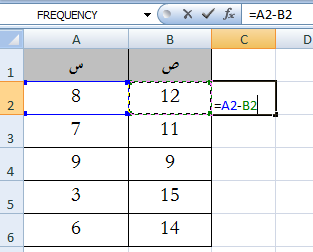 FREQUENCY =A2-B2
A B C D
1 س ص
2 8 12 =A2-B2
3 7 11
4 9 9
5 3 15
6 6 14